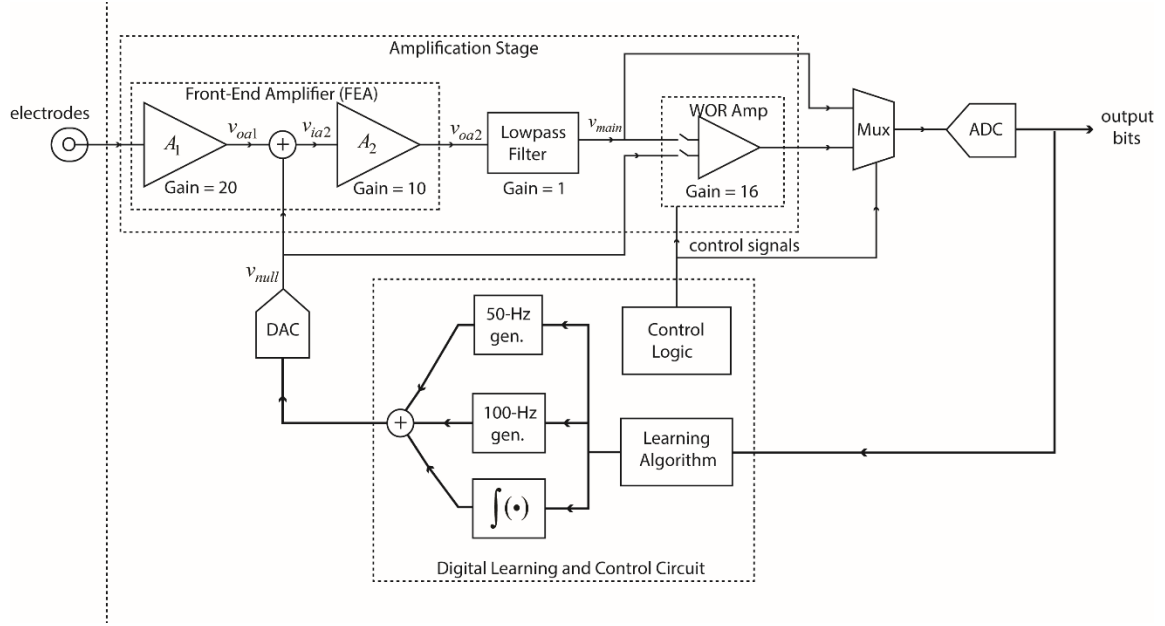 Amplification Stage
Front-End Amplifier (FEA)
electrodes
A1
voa1
+
via2
A2
voa2
Lowpass
Filter
vmain
WOR Amp
Mux
ADC
output
bits
Gain = 20
Gain = 10
Gain = 1
Gain = 16
control signals
vnull
DAC
50-Hz
gen.
Control
Logic
+
100-Hz
gen.
Learning
Algorithm
∫(•)
Digital Learning and Control Circuit